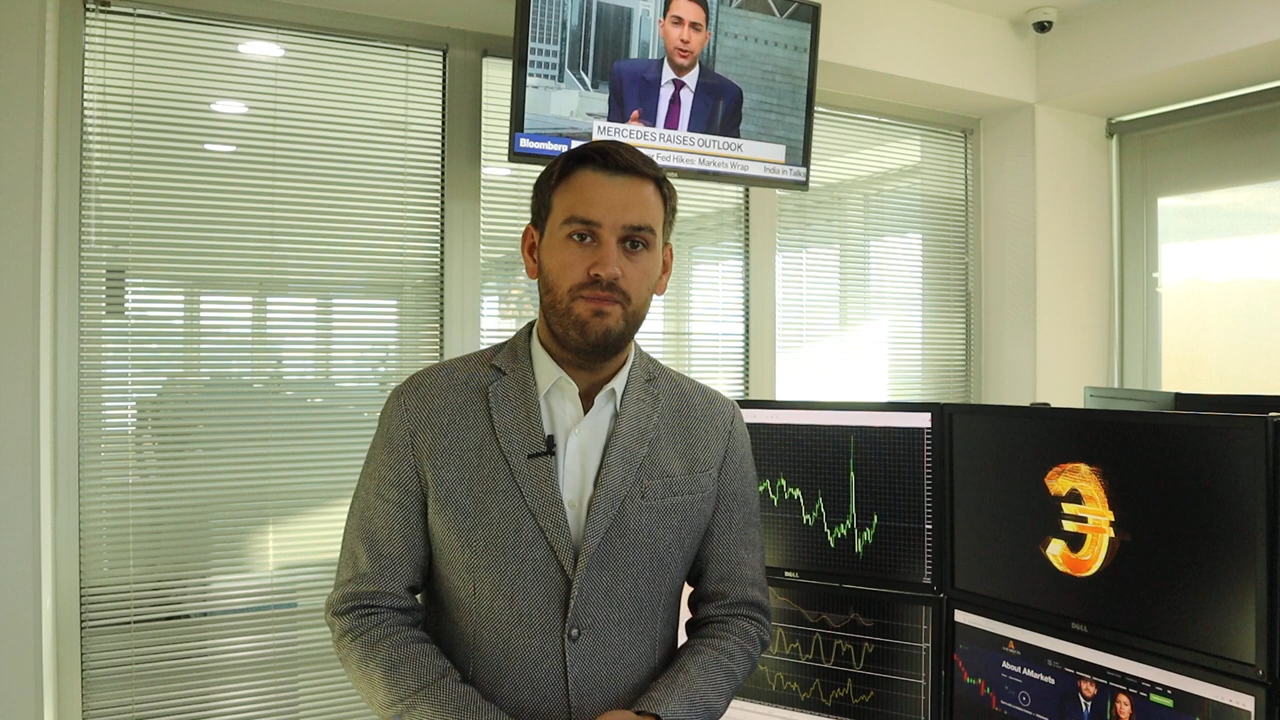 MERCEDES RAISES OUTLOOK
Bloomberg
Fed Hikes: Markets Wrap India in Talks
DELL
DELL
About AMarkets